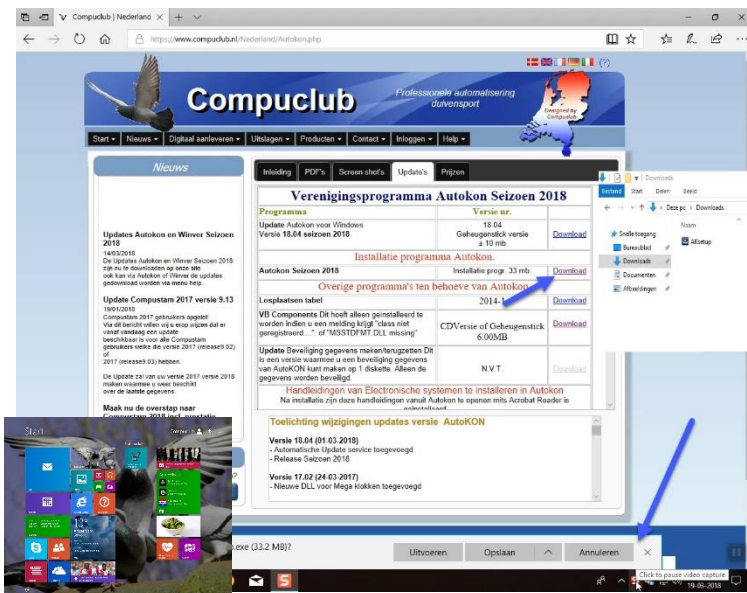 Compuclub | Nederland
https://www.compuclub.nl/Nederland/Autokon.php
(?)
Compuclub
Professionele automatisering
duivensport
Designed by
Compuclub
Start
Nieuws
Digitaal aanleveren
Uitslagen
Producten
Contact
Inloggen
Help
Nieuws
Updates Autokon en Winver Seizoen
2018
14/03/2018
De Updates Autokon en Winver Seizoen 2018
zijn nu te downloaden op onze site
ook kan via Autokon of Winver de updates
gedownload worden via menu help.
Update Compustam 2017 versie 9.13
19/01/2018
Compustam 2017 gebruikers opgelet:
Via dit bericht willen wij u erop wijzen dat er
vanaf vandaag een update
beschikbaar is voor alle Compustam
gebruikers welke de versie 2017 (release9.02)
of
2017 (release9.03) hebben.
De Update zal van uw versie 2017 versie 2018
maken waarmee u weer beschikt
over de laatste gegevens.
Maak nu de overstap naar
Compustam 2018 incl. prestatie
Inleiding
PDF's
Screen shot's
Update's
Prijzen
Verenigingsprogramma Autokon Seizoen 2018
Programma Versie nr.
Update Autokon voor Windows
Versie 18.04 seizoen 2018
18.04
Geheugenstick versie
± 10 mb
Download
Installatie programma Autokon.
Autokon Seizoen 2018 Installatie progr. 33 mb. Download
Overige programma's ten behoeve van Autokon
Losplaatsen tabel 2014-1 Download
VB Components Dit hoeft alleen geinstalleerd te
worden indien u een melding krijgt "class niet
geregistreerd....". of "MSSTDFMT.DLL missing"
CDVersie of Geheugenstick
6.00MB
Download
Update Beveiliging gegevens maken/terugzetten Dit
is een versie waarmee u een beveiliging gegevens
van AutoKON kunt maken op 1 diskette. Alleen de
gegevens worden beveiligd.
N.V.T.
Download
Handleidingen van Electronische systemen te installeren in Autokon
Na installatie zijn deze handleidingen vanuit Autokon te openen mits Acrobat Reader is
geinstalleerd
Toelichting wijzigingen updates versie AutoKON
Versie 18.04 (01-03-2018)
- Automatische Update service toegevoegd
- Release Seizoen 2018
Versie 17.02 (24-03-2017)
- Nieuwe DLL voor Mega klokken toegevoegd
Downloads
Bestand
Start
Delen
Beeld
Deze pc
Downloads
Naam
Snelle toegang
Bureaublad
Downloads
Documenten
Afbeeldingen
AKsetup
Start
.exe (33.2 MB)?
Uitvoeren
Opslaan
Annuleren
Click to pause video capture
19-03-2018